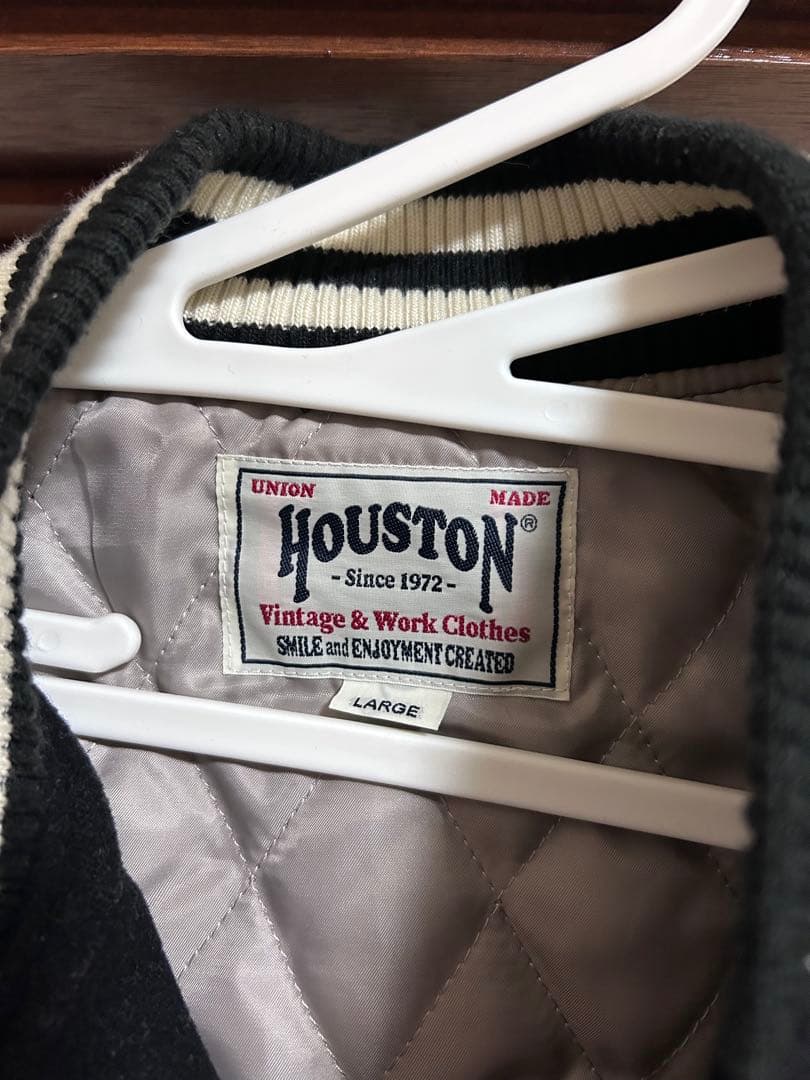 UNION MADE
HOUSTON®
- Since 1972 -
Vintage & Work Clothes
SMILE and ENJOYMENT CREATED
LARGE